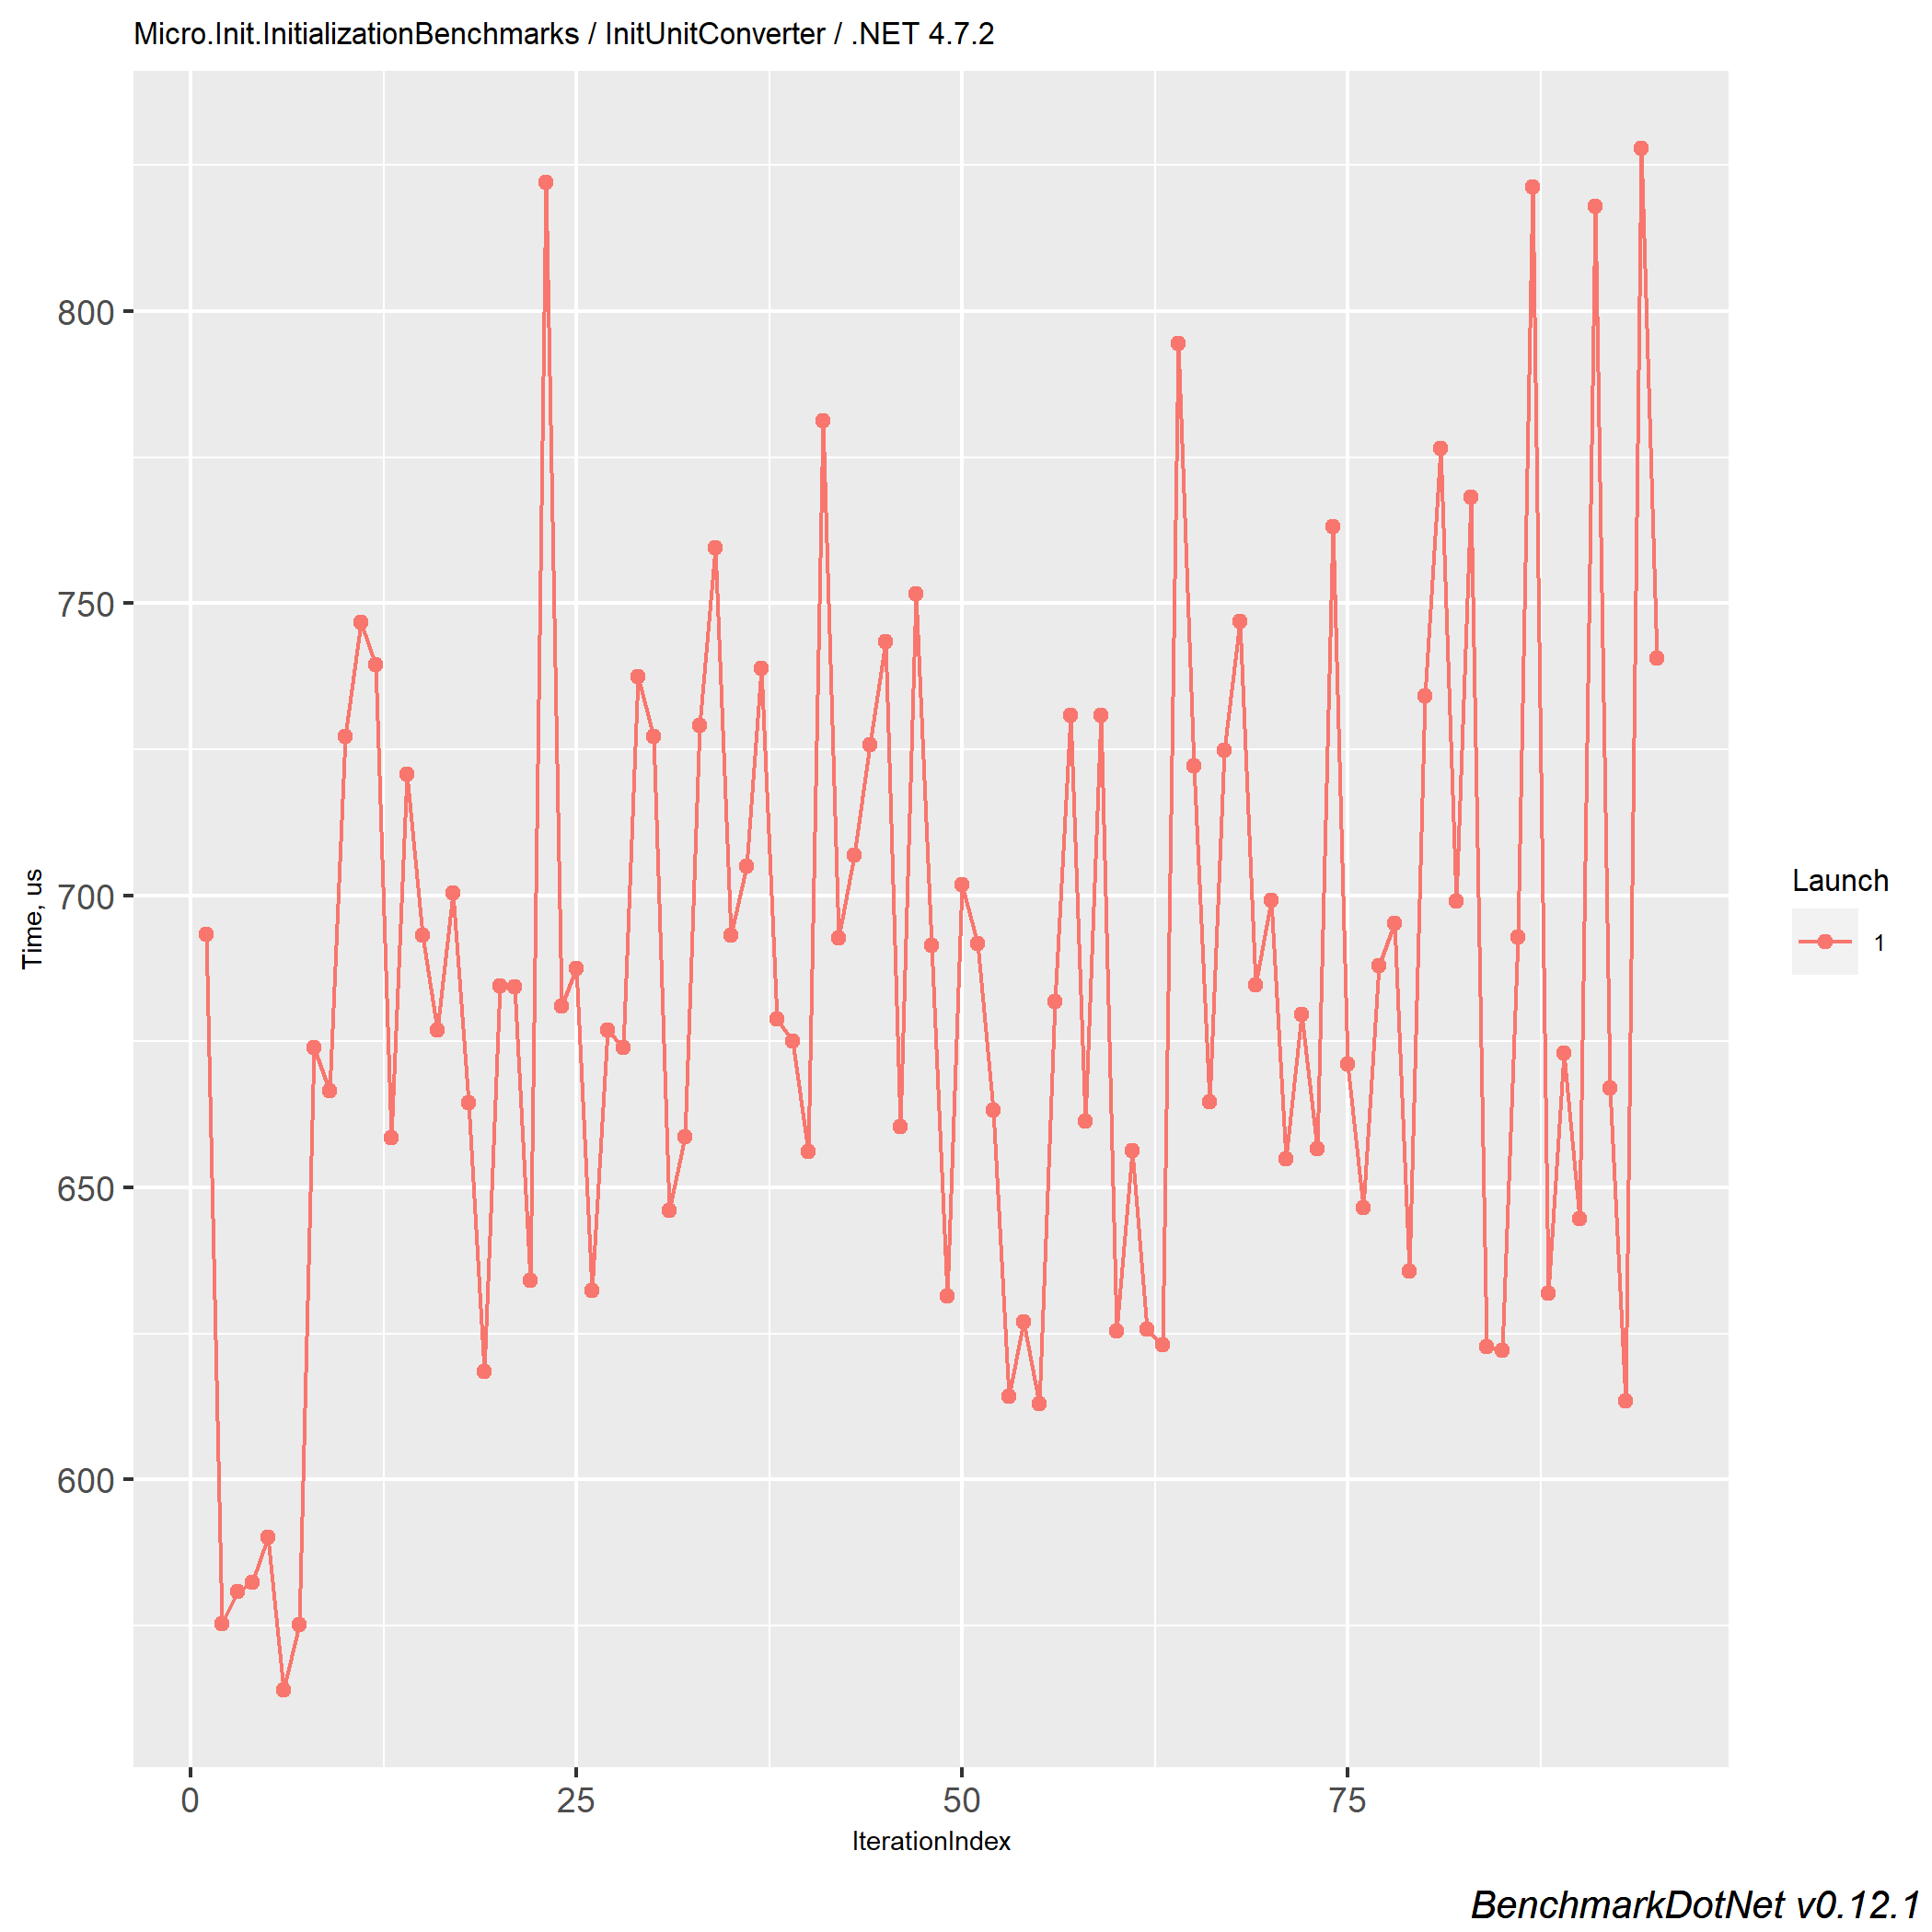 Micro.Init.InitializationBenchmarks / InitUnitConverter / .NET 4.7.2
800
750
700
650
600
Time, us
0 25 50 75
IterationIndex
Launch
1
BenchmarkDotNet v0.12.1